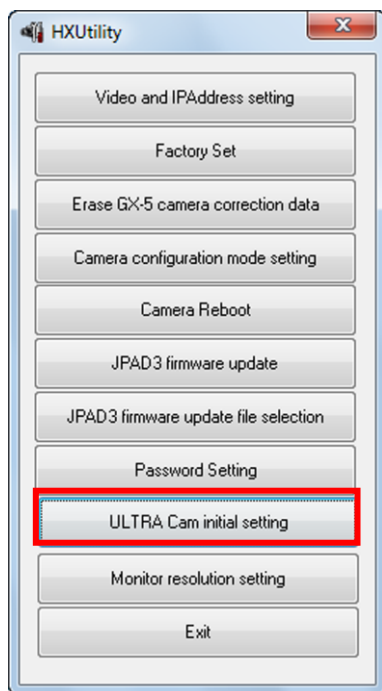 HXUtility
Video and IPAddress setting
Factory Set
Erase GX-5 camera correction data
Camera configuration mode setting
Camera Reboot
JPAD3 firmware update
JPAD3 firmware update file selection
Password Setting
ULTRA Cam initial setting
Monitor resolution setting
Exit